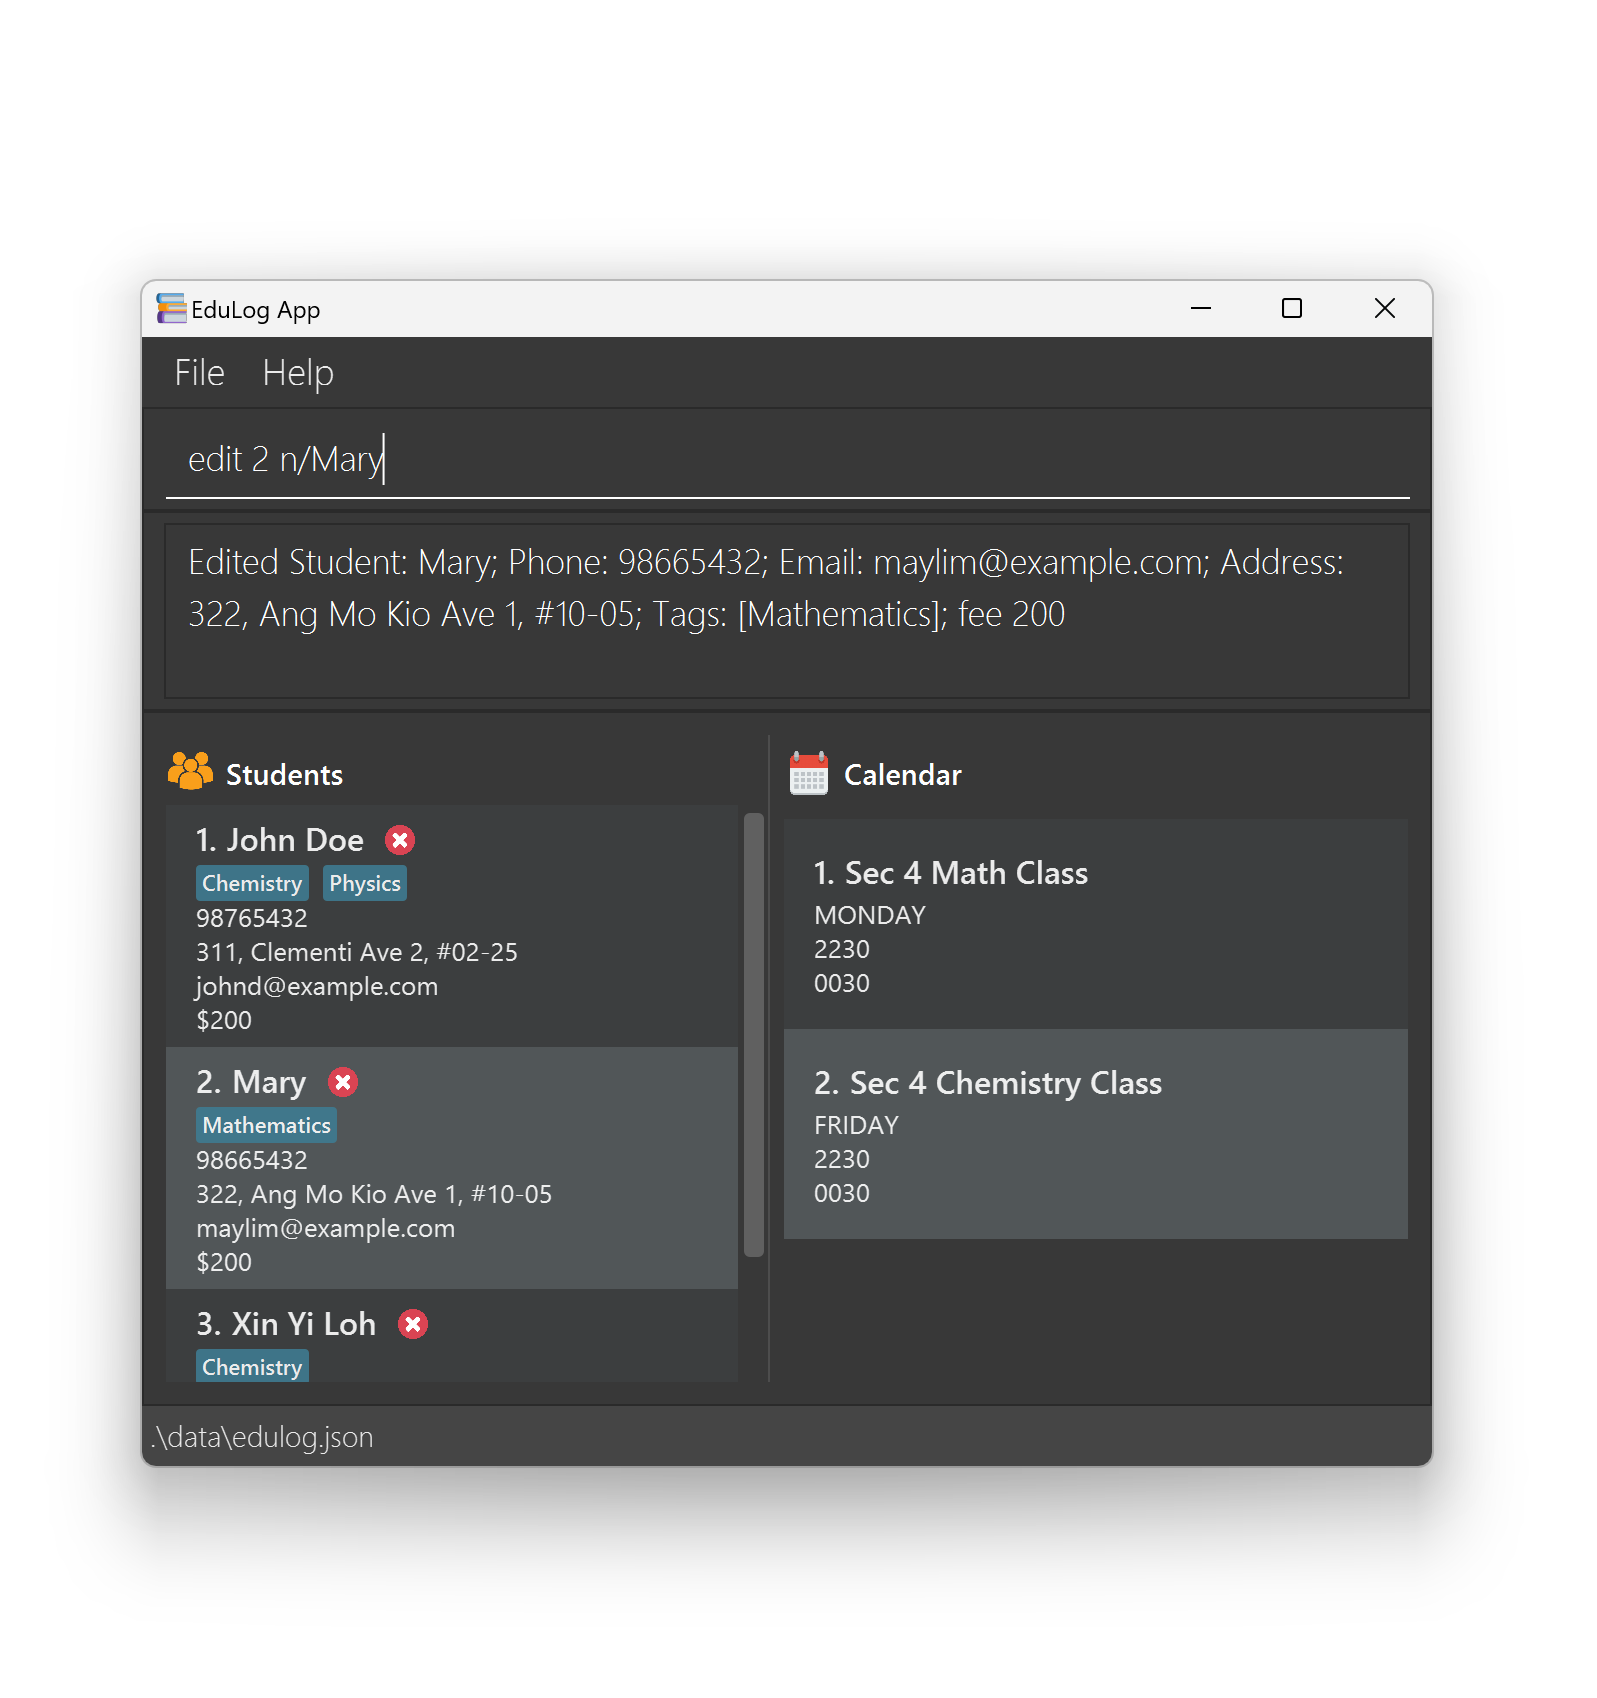 EduLog App
File Help
edit 2 n/Mary
Edited Student: Mary; Phone: 98665432; Email: maylim@example.com; Address:
322, Ang Mo Kio Ave 1, #10-05; Tags: [Mathematics]; fee 200
Students
1. John Doe
Chemistry Physics
98765432
311, Clementi Ave 2, #02-25
johnd@example.com
$200
2. Mary
Mathematics
98665432
322, Ang Mo Kio Ave 1, #10-05
maylim@example.com
$200
3. Xin Yi Loh
Chemistry
Calendar
1. Sec 4 Math Class
MONDAY
2230
0030
2. Sec 4 Chemistry Class
FRIDAY
2230
0030
.\data\edulog.json